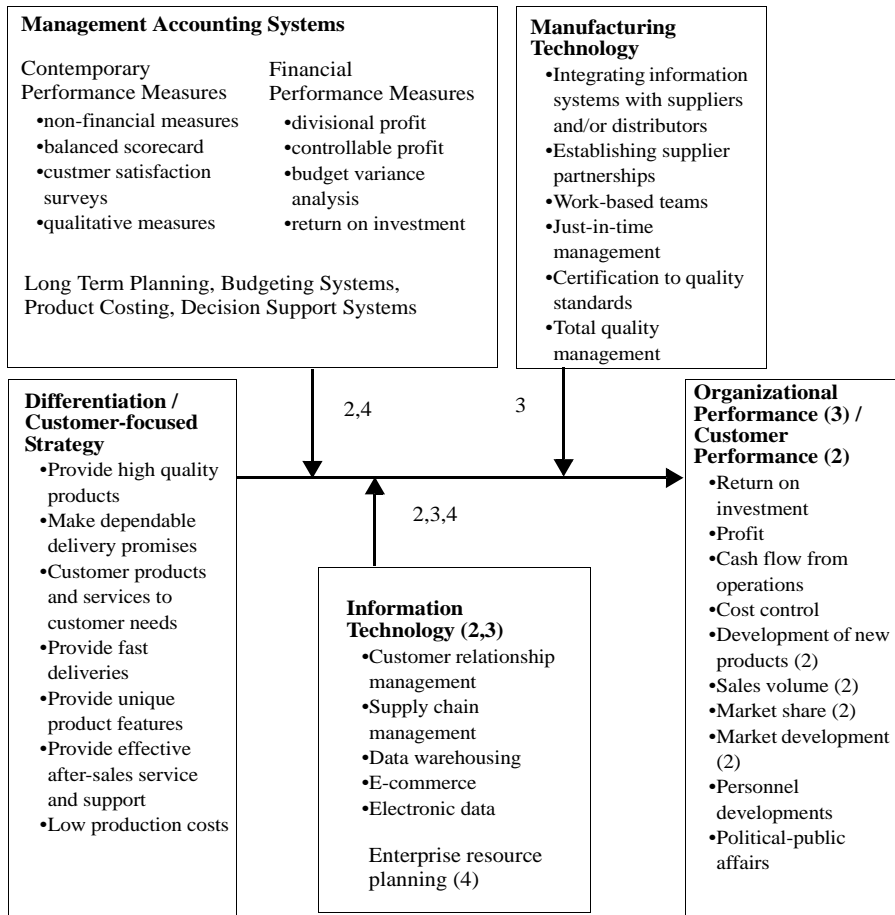 Management Accounting Systems
Contemporary
Performance Measures
•non-financial measures
•balanced scorecard
•custmer satisfaction
surveys
•qualitative measures
Financial
Performance Measures
•divisional profit
•controllable profit
•budget variance
analysis
•return on investment
Long Term Planning, Budgeting Systems,
Product Costing, Decision Support Systems
Manufacturing
Technology
•Integrating information
systems with suppliers
and/or distributors
•Establishing supplier
partnerships
•Work-based teams
•Just-in-time
management
•Certification to quality
standards
•Total quality
management
2,4
3
2,3,4
Differentiation /
Customer-focused
Strategy
•Provide high quality
products
•Make dependable
delivery promises
•Customer products
and services to
customer needs
•Provide fast
deliveries
•Provide unique
product features
•Provide effective
after-sales service
and support
•Low production costs
Information
Technology (2,3)
•Customer relationship
management
•Supply chain
management
•Data warehousing
•E-commerce
•Electronic data
Enterprise resource
planning (4)
Organizational
Performance (3) /
Customer
Performance (2)
•Return on
investment
•Profit
•Cash flow from
operations
•Cost control
•Development of new
products (2)
•Sales volume (2)
•Market share (2)
•Market development
(2)
•Personnel
developments
•Political-public
affairs